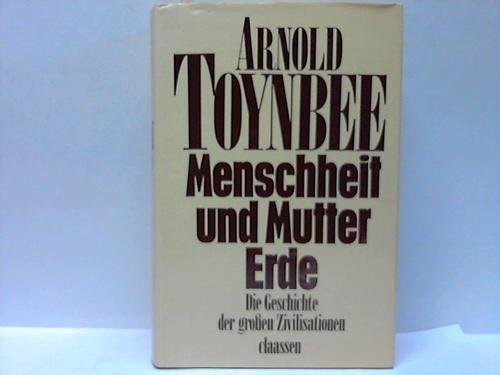 ARNOLD
TOYNBEE
Menschheit
und Mutter
Erde
Die Geschichte
der großen Zivilisationen
claassen